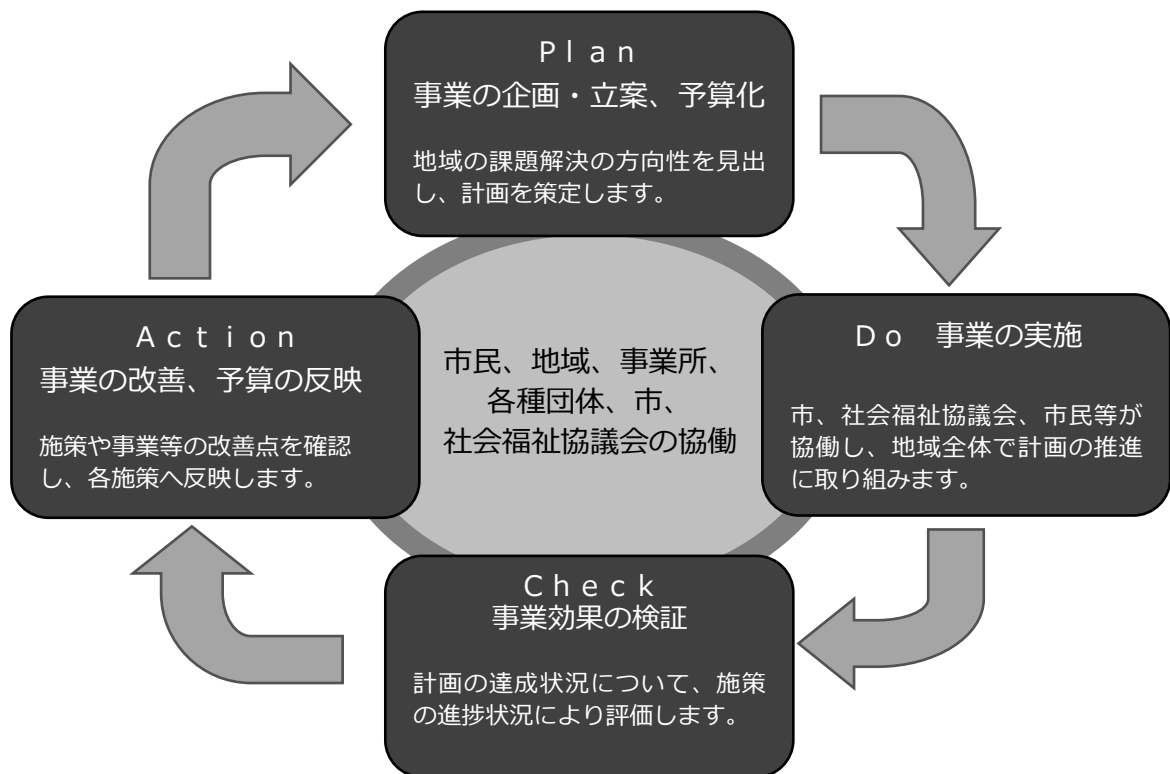 Ｐｌａｎ
事業の企画・立案、予算化
地域の課題解決の方向性を見出
し、計画を策定します。
Ａｃｔｉｏｎ
事業の改善、予算の反映
施策や事業等の改善点を確認
し、各施策へ反映します。
市民、地域、事業所、
各種団体、市、
社会福祉協議会の協働
Ｄｏ　事業の実施
市、社会福祉協議会、市民等が
協働し、地域全体で計画の推進
に取り組みます。
Ｃｈｅｃｋ
事業効果の検証
計画の達成状況について、施策
の進捗状況により評価します。